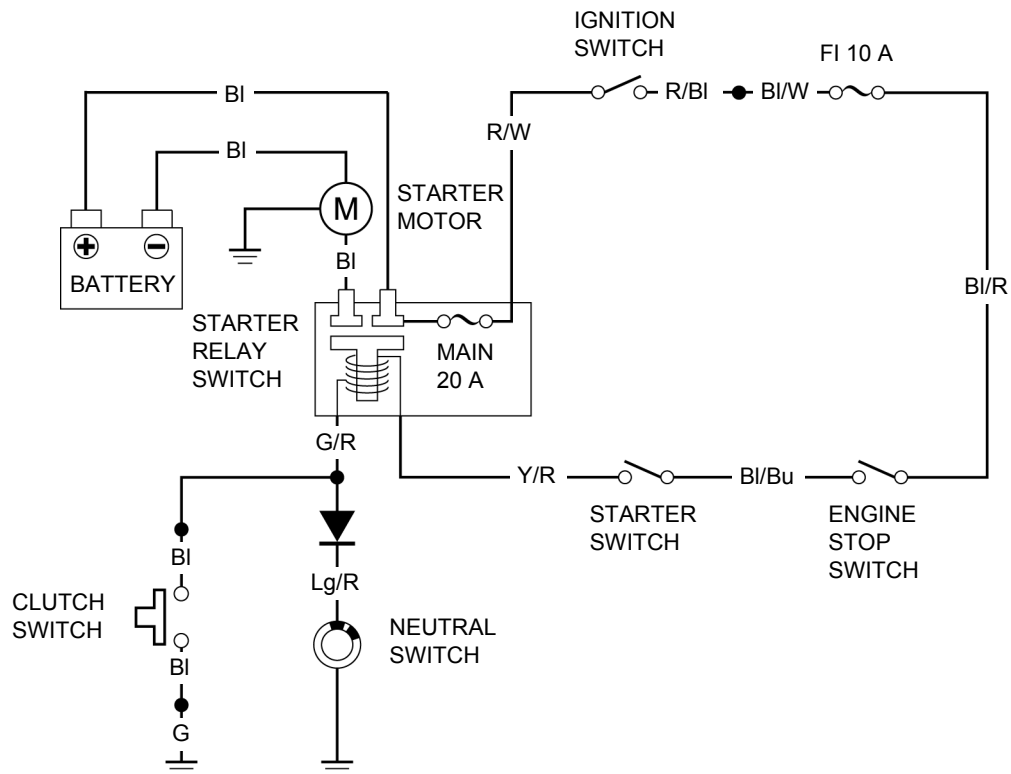 IGNITION
SWITCH
FI 10 A
Bl
R/Bl
Bl/W
R/W
Bl
STARTER
MOTOR
M
+
−
Bl
BATTERY
Bl/R
STARTER
RELAY
SWITCH
MAIN
20 A
G/R
Y/R
Bl/Bu
STARTER
SWITCH
ENGINE
STOP
SWITCH
Bl
Lg/R
CLUTCH
SWITCH
NEUTRAL
SWITCH
Bl
G